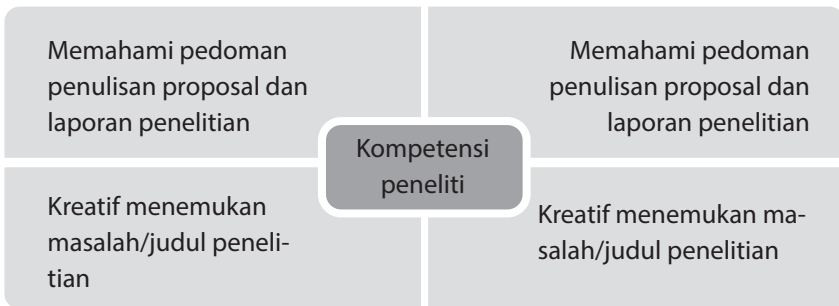 Memahami pedoman
penulisan proposal dan
laporan penelitian
Memahami pedoman
penulisan proposal dan
laporan penelitian
Kompetensi
peneliti
Kreatif menemukan
masalah/judul peneli-
tian
Kreatif menemukan ma-
salah/judul penelitian